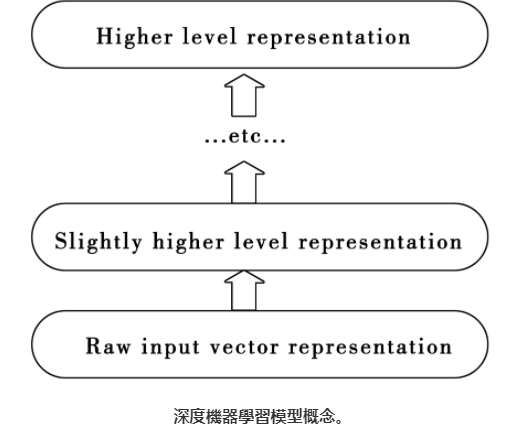 Higher level representation
...etc...
Slightly higher level representation
Raw input vector representation
深度機器學習模型概念。